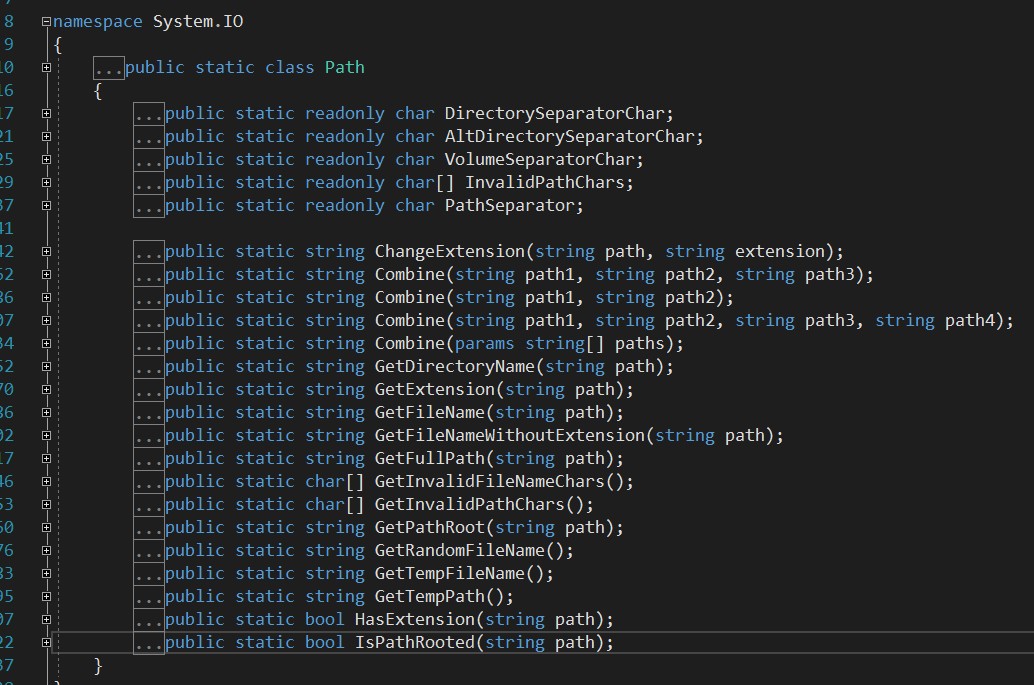 8 namespace System.IO
9 {
10 ...public static class Path
16 {
17 ...public static readonly char DirectorySeparatorChar;
21 ...public static readonly char AltDirectorySeparatorChar;
25 ...public static readonly char VolumeSeparatorChar;
29 ...public static readonly char[] InvalidPathChars;
37 ...public static readonly char PathSeparator;
41
42 ...public static string ChangeExtension(string path, string extension);
52 ...public static string Combine(string path1, string path2, string path3);
86 ...public static string Combine(string path1, string path2);
07 ...public static string Combine(string path1, string path2, string path3, string path4);
34 ...public static string Combine(params string[] paths);
52 ...public static string GetDirectoryName(string path);
70 ...public static string GetExtension(string path);
86 ...public static string GetFileName(string path);
02 ...public static string GetFileNameWithoutExtension(string path);
17 ...public static string GetFullPath(string path);
46 ...public static char[] GetInvalidFileNameChars();
53 ...public static char[] GetInvalidPathChars();
60 ...public static string GetPathRoot(string path);
76 ...public static string GetRandomFileName();
83 ...public static string GetTempFileName();
95 ...public static string GetTempPath();
07 ...public static bool HasExtension(string path);
22 ...public static bool IsPathRooted(string path);
37 }